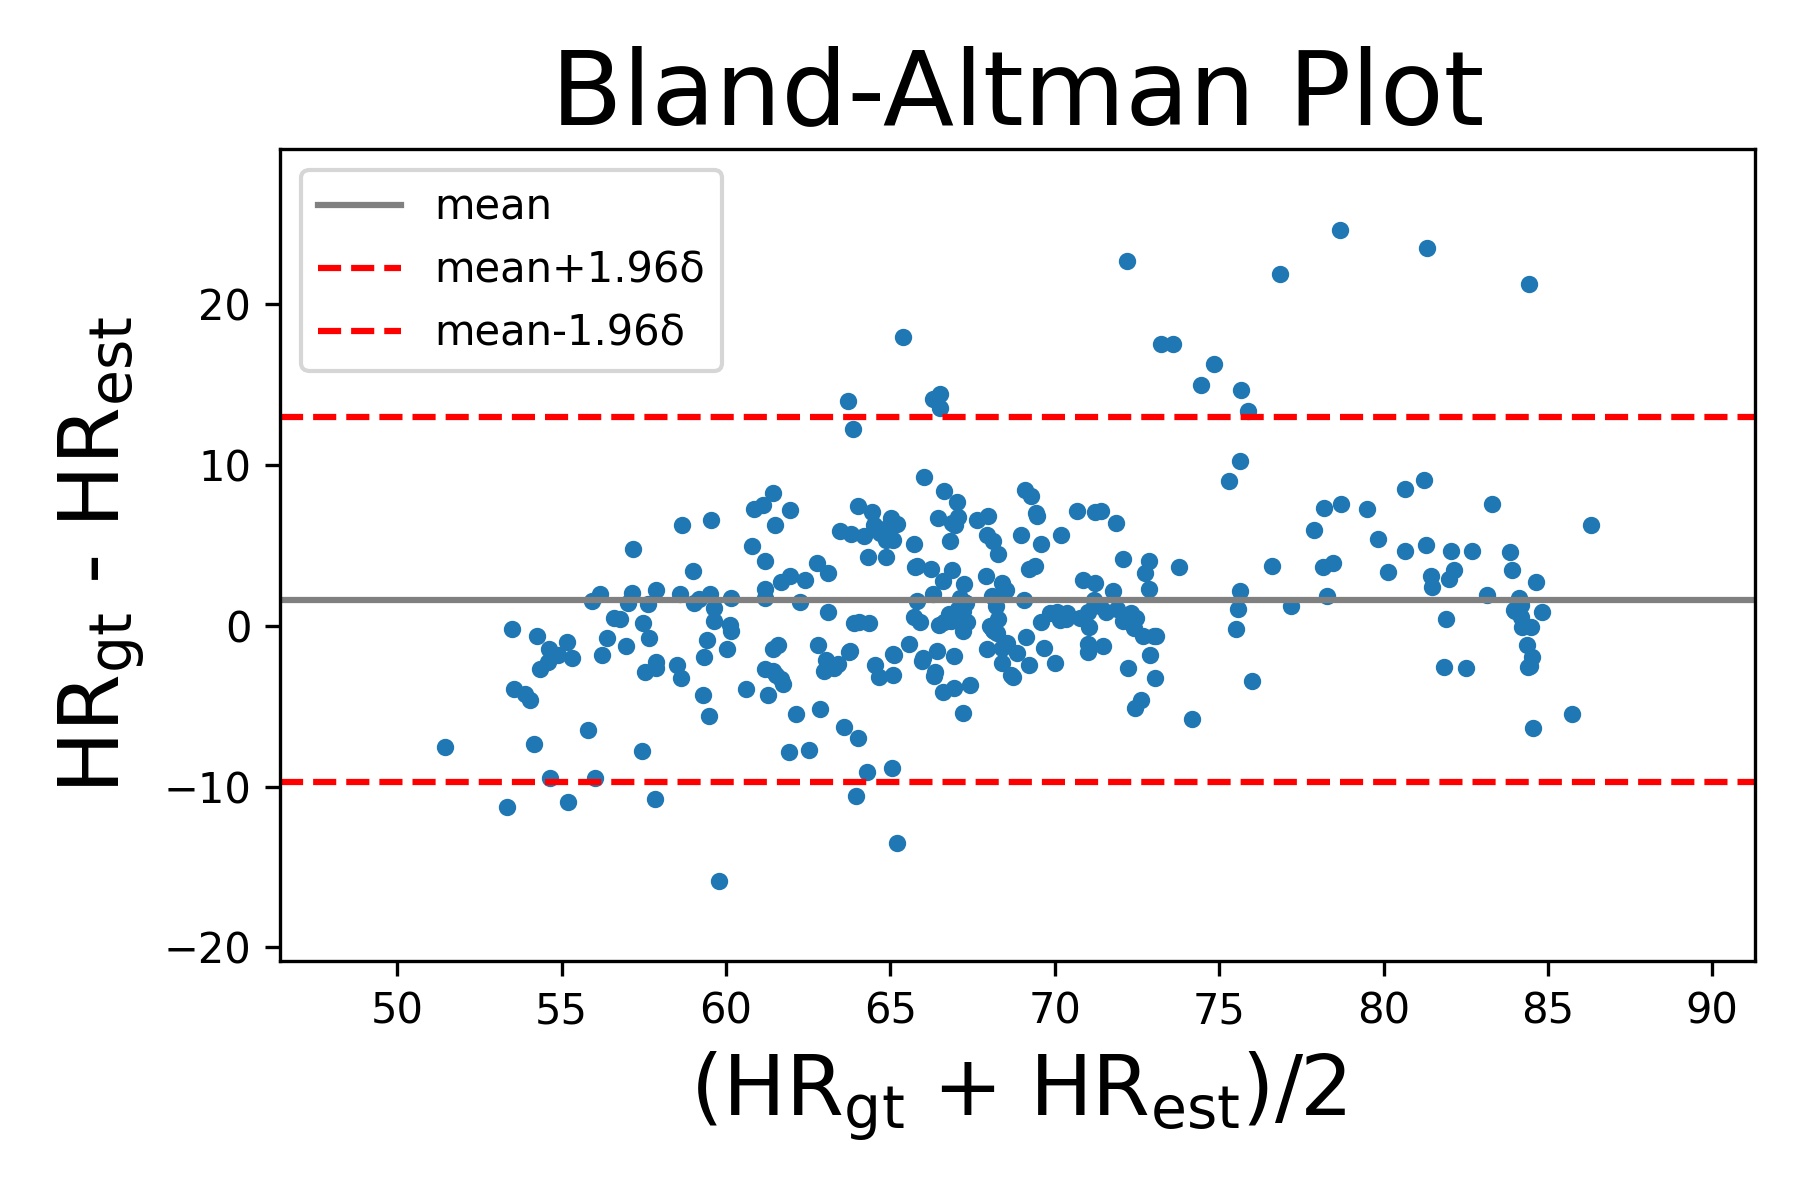 Bland-Altman Plot
mean
mean+1.96δ
mean-1.96δ
HRgt - HRest
20
10
0
−10
−20
50 55 60 65 70 75 80 85 90
(HRgt + HRest)/2